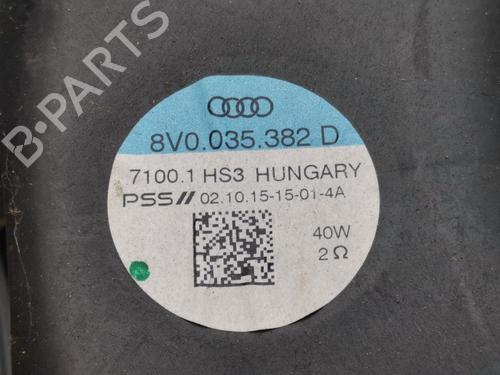 B-PARTS
8V0.035.382 D
7100.1 HS3 HUNGARY
PSS// 02.10.15-15-01-4A
40W
2Ω